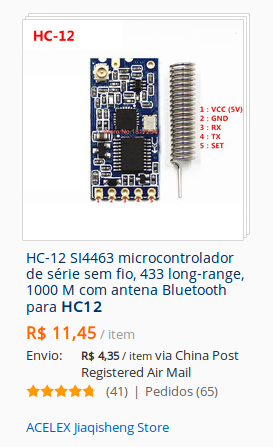 HC-12
1 : VCC (5V)
2 : GND
3 : RX
4 : TX
5 : SET
HC-12 SI4463 microcontrolador
de série sem fio, 433 long-range,
1000 M com antena Bluetooth
para HC12
R$ 11,45 / item
Envio: R$ 4,35 / item via China Post
Registered Air Mail
(41) | Pedidos (65)
ACELEX Jiaqisheng Store